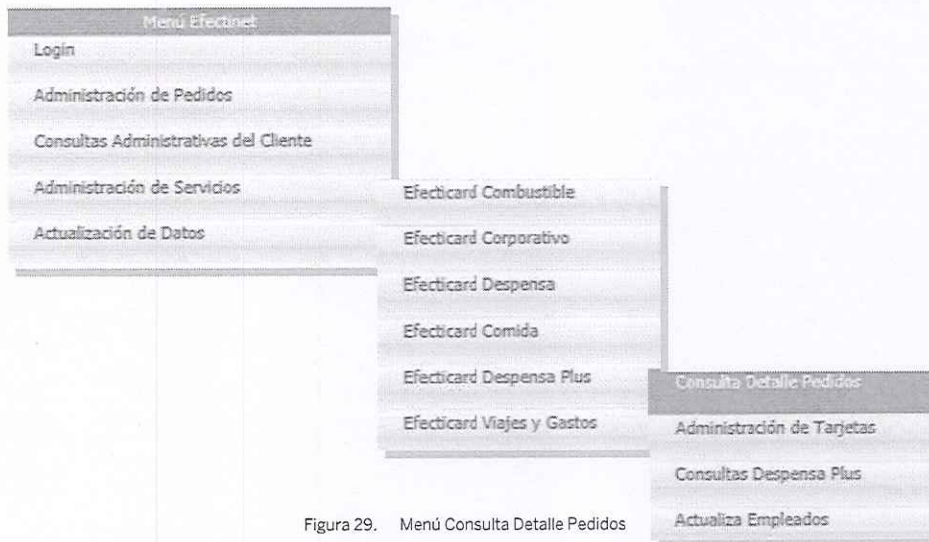 Menú Efectinet
Login
Administración de Pedidos
Consultas Administrativas del Cliente
Administración de Servicios
Actualización de Datos
Efecticard Combustible
Efecticard Corporativo
Efecticard Despensa
Efecticard Comida
Efecticard Despensa Plus
Efecticard Viajes y Gastos
Consulta Detalle Pedidos
Administración de Tarjetas
Consultas Despensa Plus
Actualiza Empleados
Figura 29. Menú Consulta Detalle Pedidos